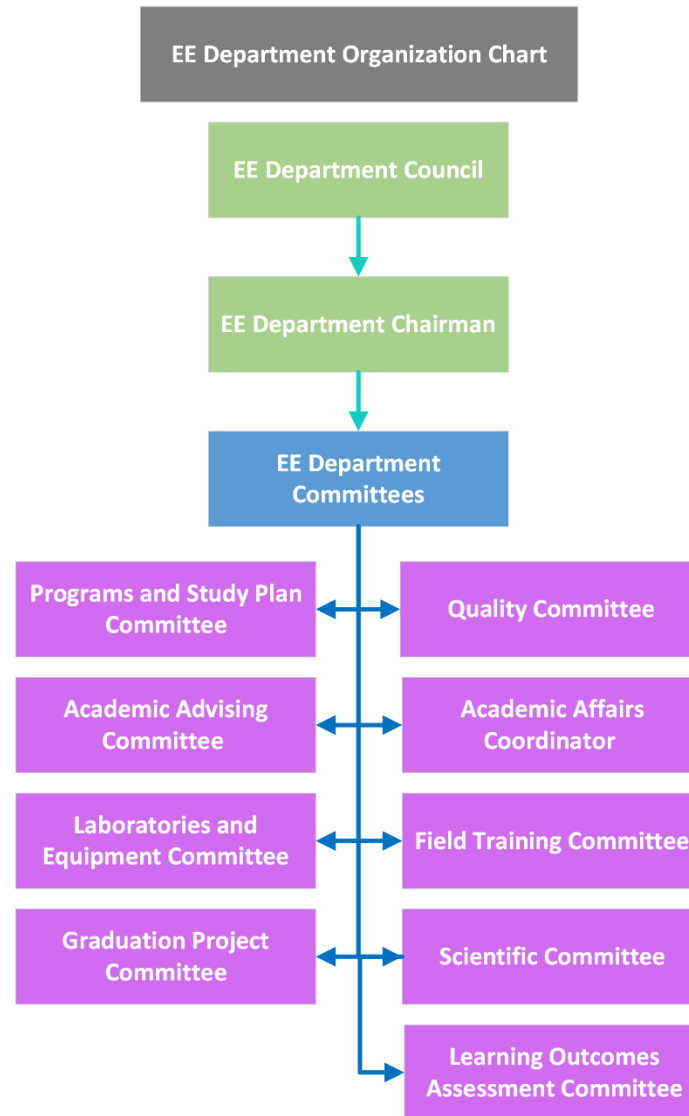 EE Department Organization Chart
EE Department Council
EE Department Chairman
EE Department
Committees
Programs and Study Plan
Committee
Quality Committee
Academic Advising
Committee
Academic Affairs
Coordinator
Laboratories and
Equipment Committee
Field Training Committee
Graduation Project
Committee
Scientific Committee
Learning Outcomes
Assessment Committee